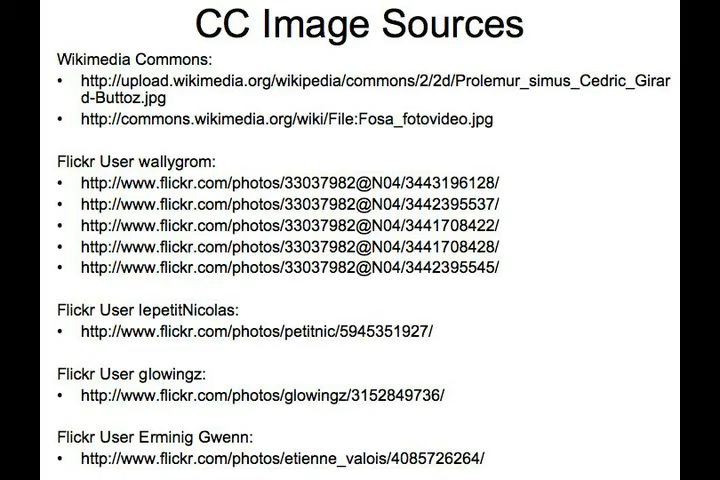 CC Image Sources
Wikimedia Commons:
• http://upload.wikimedia.org/wikipedia/commons/2/2d/Prolemur_simus_Cedric_Girar
d-Buttoz.jpg
• http://commons.wikimedia.org/wiki/File:Fosa_fotovideo.jpg
Flickr User wallygrom:
• http://www.flickr.com/photos/33037982@N04/3443196128/
• http://www.flickr.com/photos/33037982@N04/3442395537/
• http://www.flickr.com/photos/33037982@N04/3441708422/
• http://www.flickr.com/photos/33037982@N04/3441708428/
• http://www.flickr.com/photos/33037982@N04/3442395545/
Flickr User lepetitNicolas:
• http://www.flickr.com/photos/petitnic/5945351927/
Flickr User glowingz:
• http://www.flickr.com/photos/glowingz/3152849736/
Flickr User Erminig Gwenn:
• http://www.flickr.com/photos/etienne_valois/4085726264/